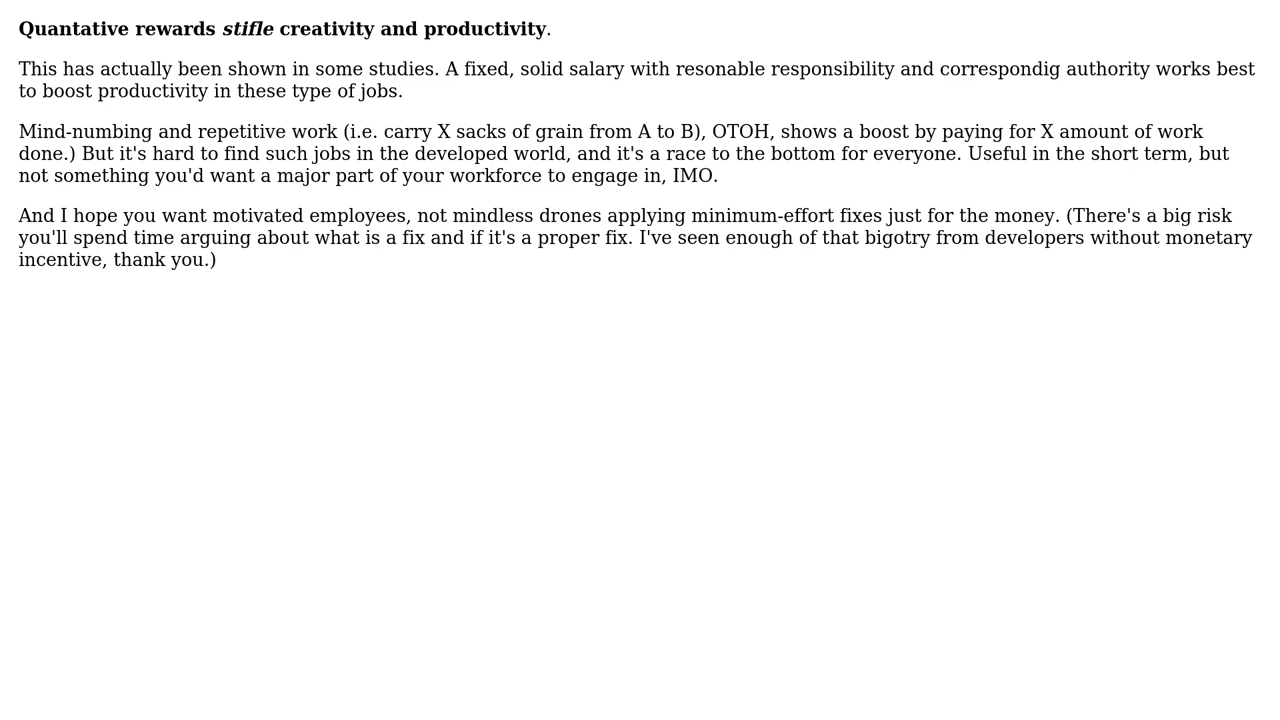 Quantative rewards stifle creativity and productivity.
This has actually been shown in some studies. A fixed, solid salary with resonable responsibility and correspondig authority works best
to boost productivity in these type of jobs.
Mind-numbing and repetitive work (i.e. carry X sacks of grain from A to B), OTOH, shows a boost by paying for X amount of work
done.) But it's hard to find such jobs in the developed world, and it's a race to the bottom for everyone. Useful in the short term, but
not something you'd want a major part of your workforce to engage in, IMO.
And I hope you want motivated employees, not mindless drones applying minimum-effort fixes just for the money. (There's a big risk
you'll spend time arguing about what is a fix and if it's a proper fix. I've seen enough of that bigotry from developers without monetary
incentive, thank you.)